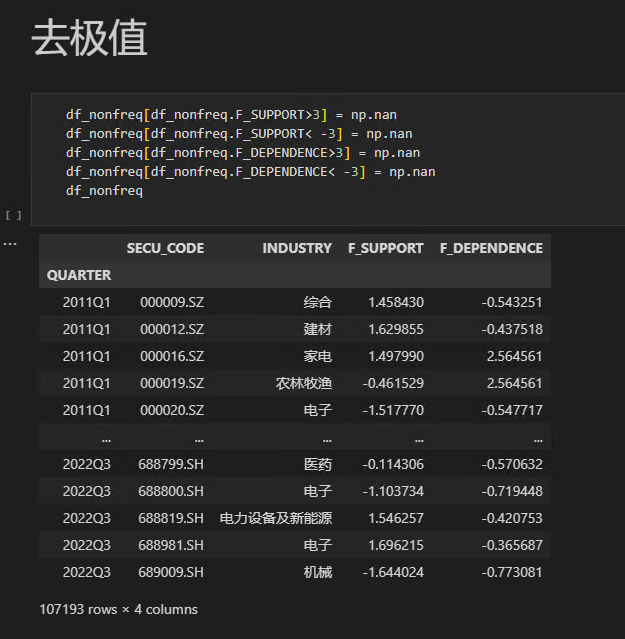 去极值
df_nonfreq[df_nonfreq.F_SUPPORT>3] = np.nan
df_nonfreq[df_nonfreq.F_SUPPORT< -3] = np.nan
df_nonfreq[df_nonfreq.F_DEPENDENCE>3] = np.nan
df_nonfreq[df_nonfreq.F_DEPENDENCE< -3] = np.nan
df_nonfreq
[ ]
...
SECU_CODE INDUSTRY F_SUPPORT F_DEPENDENCE
QUARTER
2011Q1 000009.SZ 综合 1.458430 -0.543251
2011Q1 000012.SZ 建材 1.629855 -0.437518
2011Q1 000016.SZ 家电 1.497990 2.564561
2011Q1 000019.SZ 农林牧渔 -0.461529 2.564561
2011Q1 000020.SZ 电子 -1.517770 -0.547717
... ... ... ... ...
2022Q3 688799.SH 医药 -0.114306 -0.570632
2022Q3 688800.SH 电子 -1.103734 -0.719448
2022Q3 688819.SH 电力设备及新能源 1.546257 -0.420753
2022Q3 688981.SH 电子 1.696215 -0.365687
2022Q3 689009.SH 机械 -1.644024 -0.773081
107193 rows × 4 columns